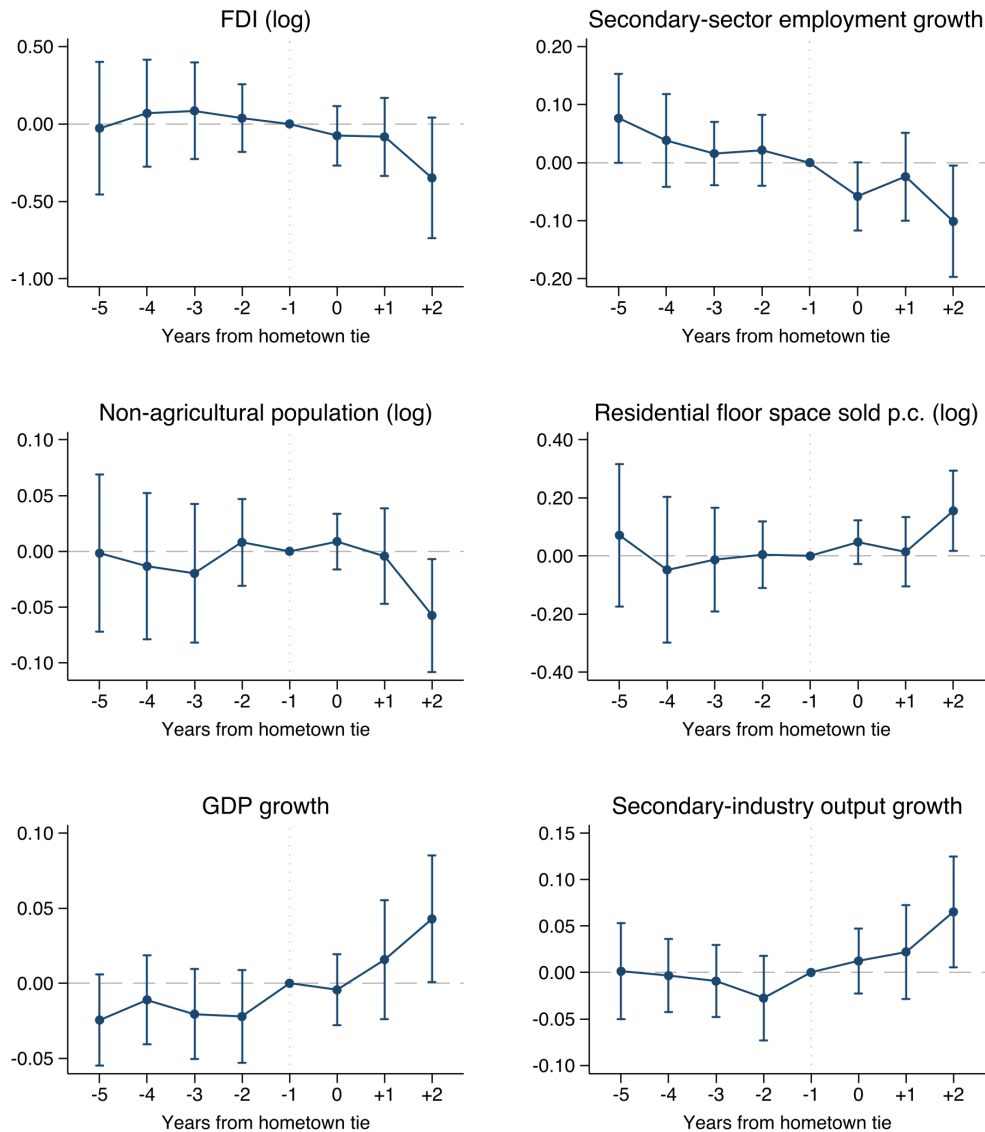 FDI (log)
0.50
0.00
-0.50
-1.00
-5 -4 -3 -2 -1 0 +1 +2
Years from hometown tie
Secondary-sector employment growth
0.20
0.10
0.00
-0.10
-0.20
-5 -4 -3 -2 -1 0 +1 +2
Years from hometown tie
Non-agricultural population (log)
0.10
0.05
0.00
-0.05
-0.10
-5 -4 -3 -2 -1 0 +1 +2
Years from hometown tie
Residential floor space sold p.c. (log)
0.40
0.20
0.00
-0.20
-0.40
-5 -4 -3 -2 -1 0 +1 +2
Years from hometown tie
GDP growth
0.10
0.05
0.00
-0.05
-5 -4 -3 -2 -1 0 +1 +2
Years from hometown tie
Secondary-industry output growth
0.15
0.10
0.05
0.00
-0.05
-0.10
-5 -4 -3 -2 -1 0 +1 +2
Years from hometown tie